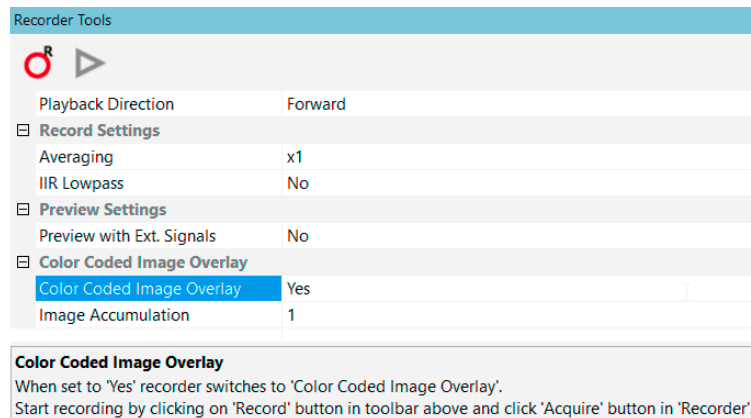 Recorder Tools
R
Playback Direction Forward
Record Settings
Averaging x1
IIR Lowpass No
Preview Settings
Preview with Ext. Signals No
Color Coded Image Overlay
Color Coded Image Overlay Yes
Image Accumulation 1
Color Coded Image Overlay
When set to 'Yes' recorder switches to 'Color Coded Image Overlay'.
Start recording by clicking on 'Record' button in toolbar above and click 'Acquire' button in 'Recorder'